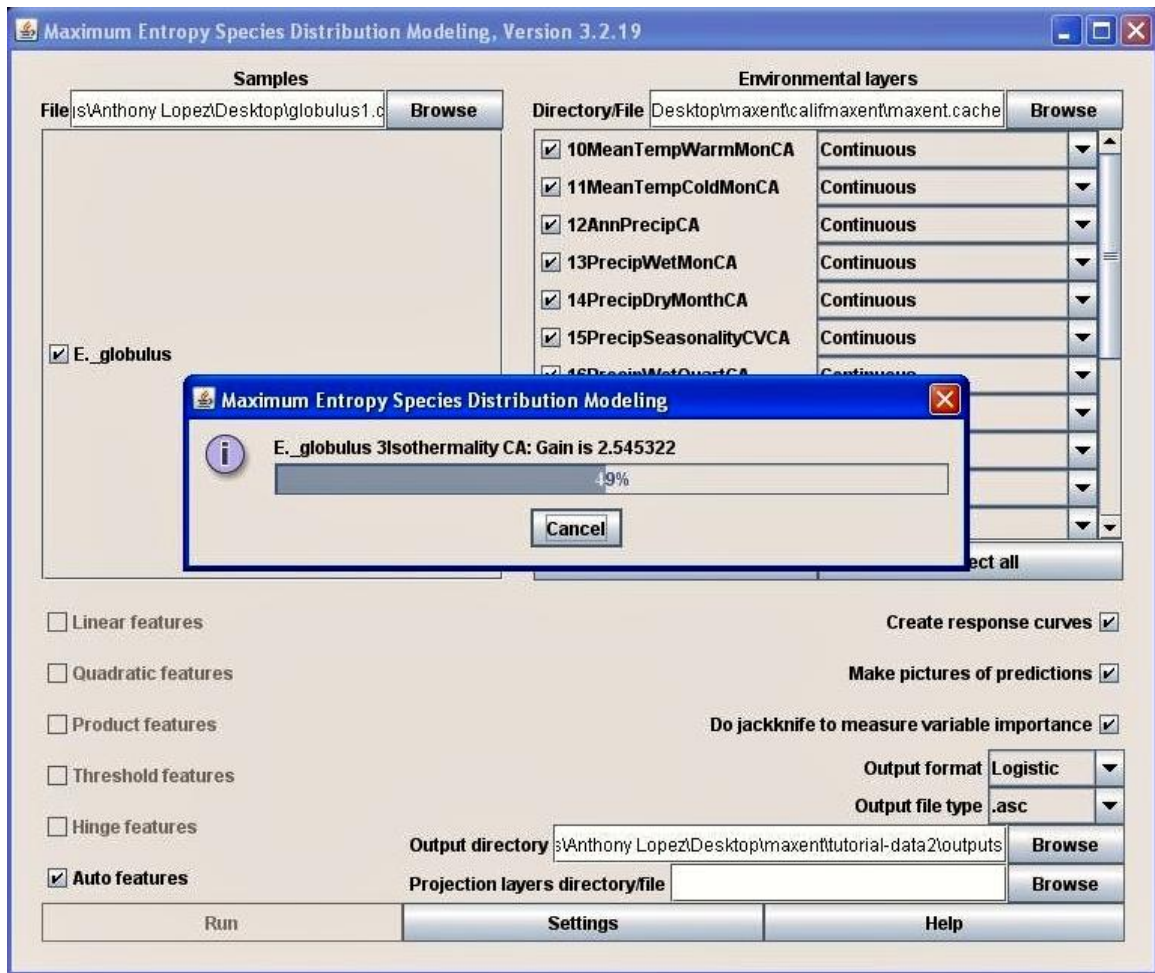 Maximum Entropy Species Distribution Modeling, Version 3.2.19
Samples
File \Anthony Lopez\Desktop\globulus1.c Browse
Environmental layers
Directory/File Desktop\maxent\califmaxent\maxent.cache Browse
10MeanTempWarmMonCA Continuous
11MeanTempColdMonCA Continuous
12AnnPrecipCA Continuous
13PrecipWetMonCA Continuous
14PrecipDryMonthCA Continuous
15PrecipSeasonalityCVCA Continuous
16PrecipWetQuartCA Continuous
E._globulus
Maximum Entropy Species Distribution Modeling
E._globulus 3Isothermality CA: Gain is 2.545322
49%
Cancel
ect all
Linear features
Quadratic features
Product features
Threshold features
Hinge features
Auto features
Create response curves
Make pictures of predictions
Do jackknife to measure variable importance
Output format Logistic
Output file type .asc
Output directory s\Anthony Lopez\Desktop\maxent\tutorial-data2\outputs Browse
Projection layers directory/file Browse
Run Settings Help